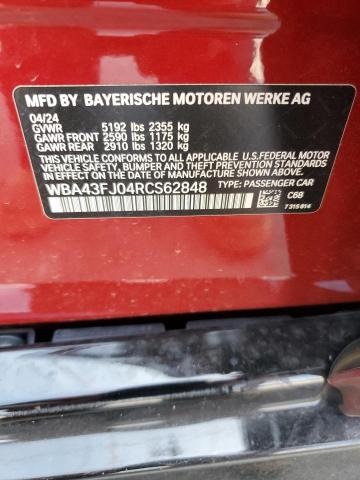 MFD BY BAYERISCHE MOTOREN WERKE AG
04/24
GVWR 5192 lbs 2355 kg
GAWR FRONT 2590 lbs 1175 kg
GAWR REAR 2910 lbs 1320 kg
THIS VEHICLE CONFORMS TO ALL APPLICABLE U.S. FEDERAL MOTOR
VEHICLE SAFETY, BUMPER, AND THEFT PREVENTION STANDARDS IN
EFFECT ON THE DATE OF MANUFACTURE SHOWN ABOVE.
WBA43FJ04RCS62848 TYPE: PASSENGER CAR
C6B
7315814